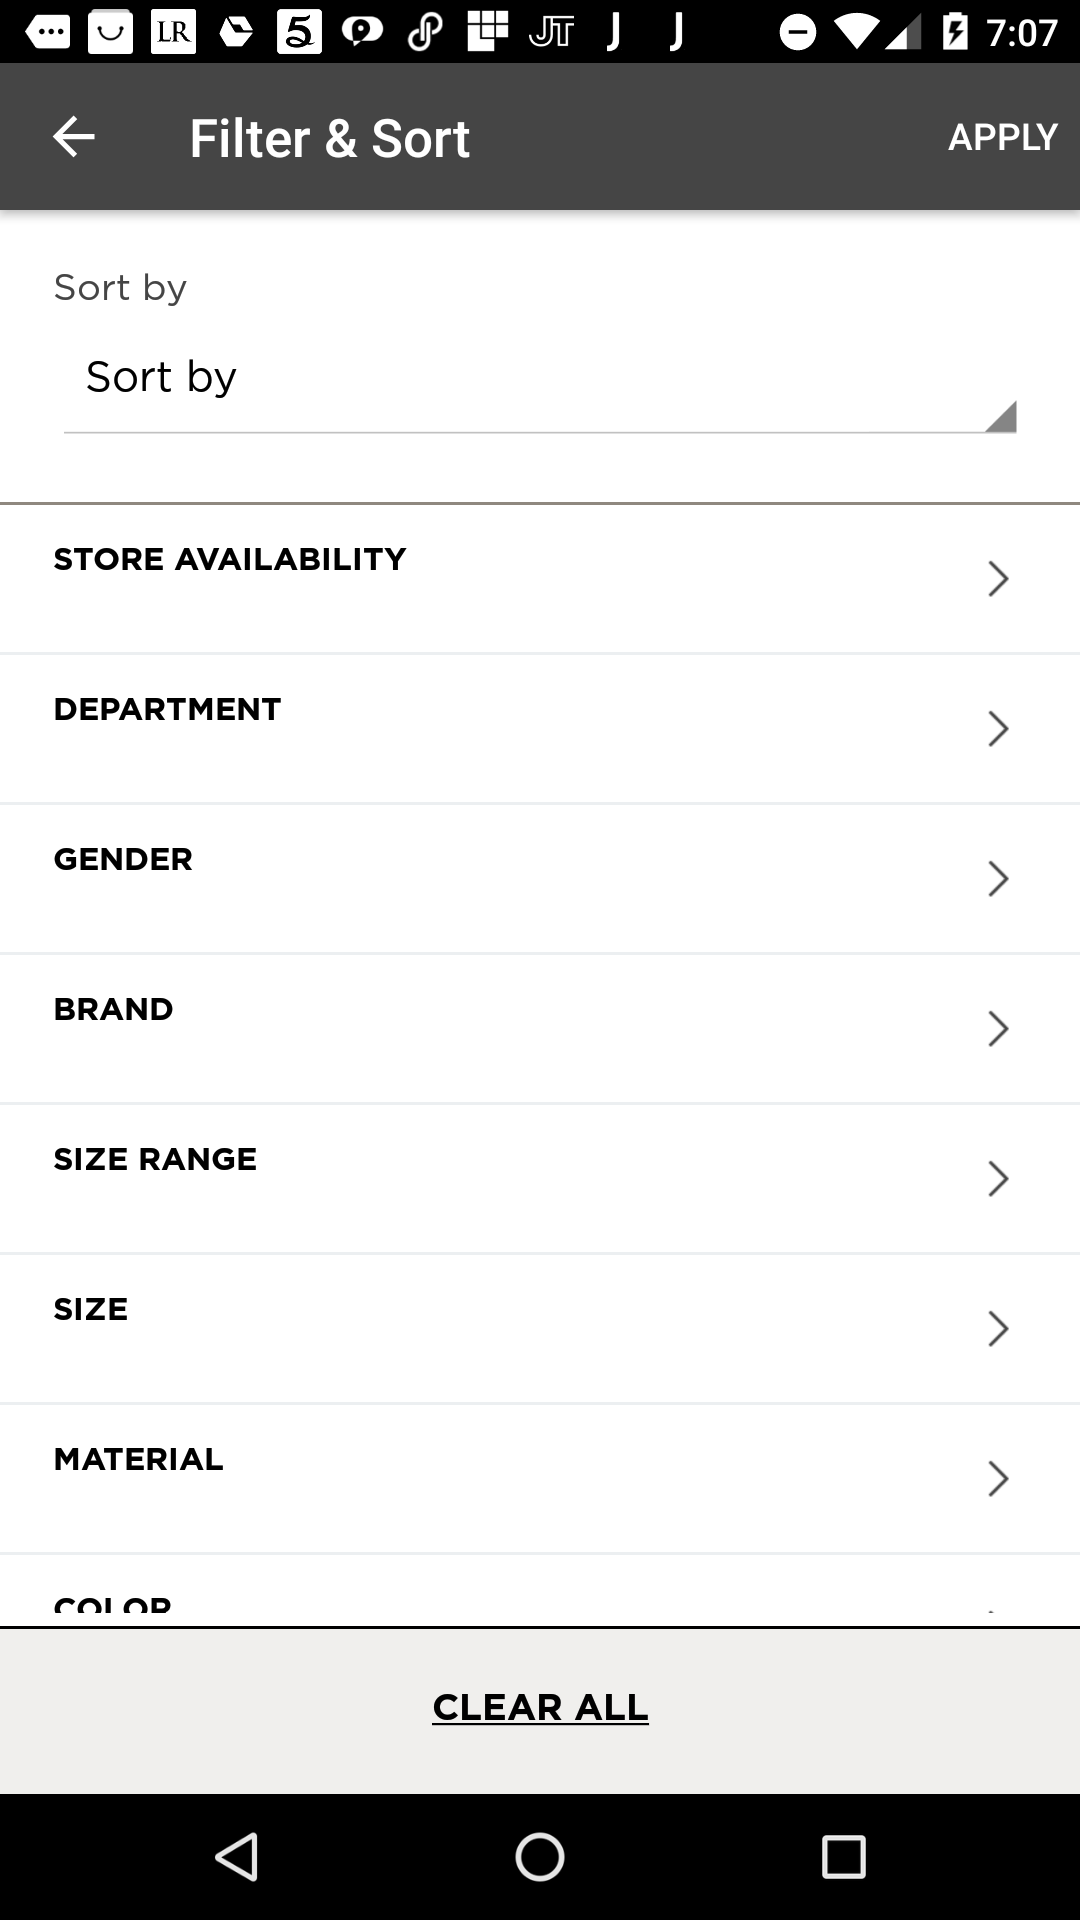 LR 5 JT J J 7:07
Filter & Sort APPLY
Sort by
Sort by
STORE AVAILABILITY
DEPARTMENT
GENDER
BRAND
SIZE RANGE
SIZE
MATERIAL
COLOR
CLEAR ALL